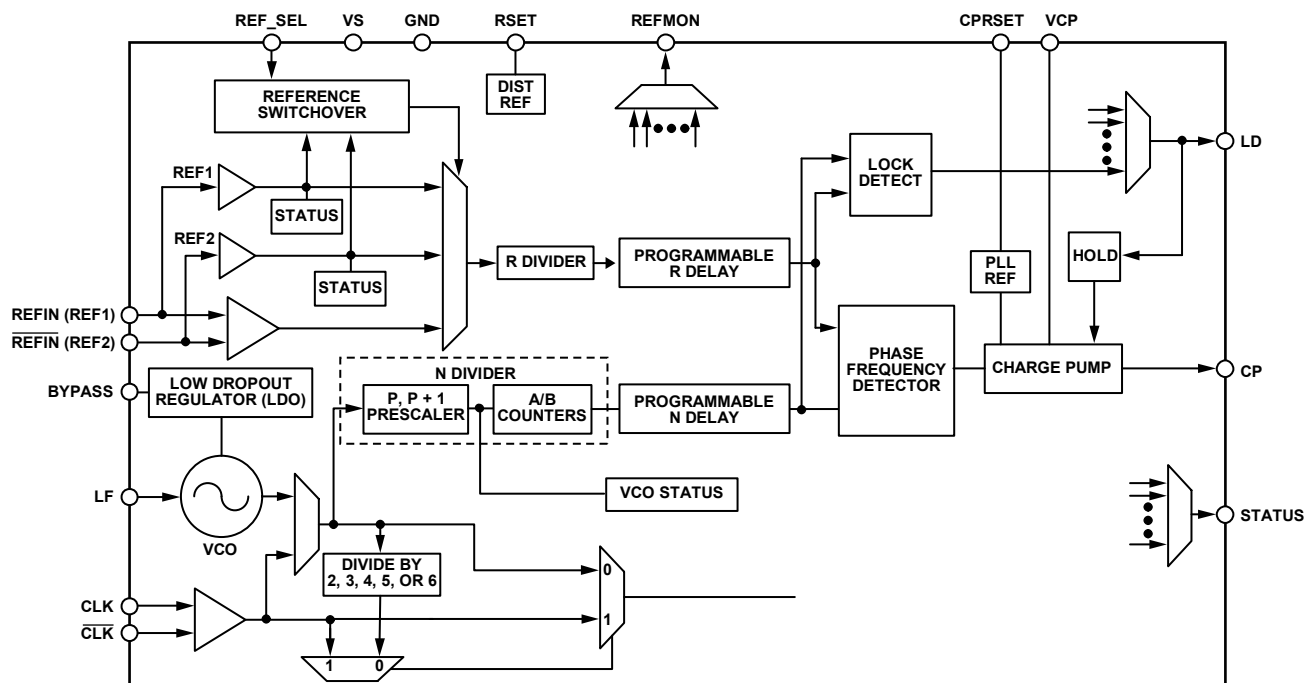 REF_SEL
VS
GND
RSET
REFMON
CPRSET
VCP
REFERENCE
SWITCHOVER
DIST
REF
LD
LOCK
DETECT
REF1
STATUS
REF2
STATUS
R DIVIDER
PROGRAMMABLE
R DELAY
PLL
REF
HOLD
REFIN (REF1)
REFIN (REF2)
PHASE
FREQUENCY
DETECTOR
CHARGE PUMP
CP
BYPASS
LOW DROPOUT
REGULATOR (LDO)
N DIVIDER
P, P + 1
PRESCALER
A/B
COUNTERS
PROGRAMMABLE
N DELAY
LF
VCO
VCO STATUS
STATUS
DIVIDE BY
2, 3, 4, 5, OR 6
0
1
CLK
CLK
1 0